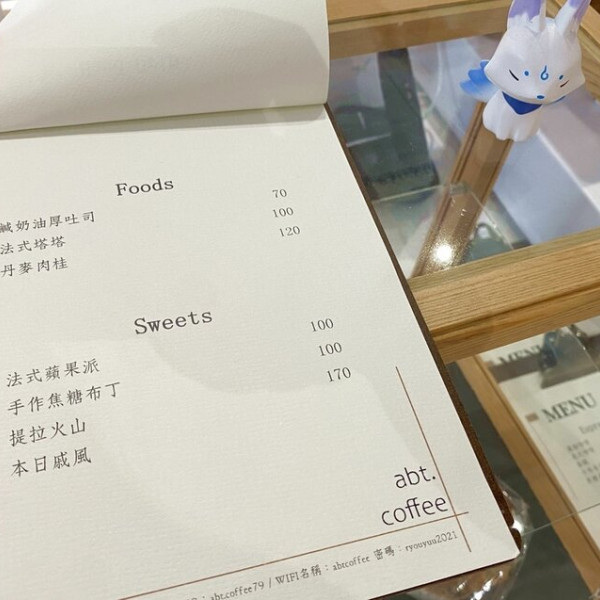 Foods
鹹奶油厚吐司 70
法式塔塔 100
丹麥肉桂 120
Sweets
法式蘋果派 100
手作焦糖布丁 100
提拉火山 170
本日戚風
abt.
coffee
: abt.coffee79 / WIFI名稱:abtcoffee 密碼:ryouyuu2021
MENU